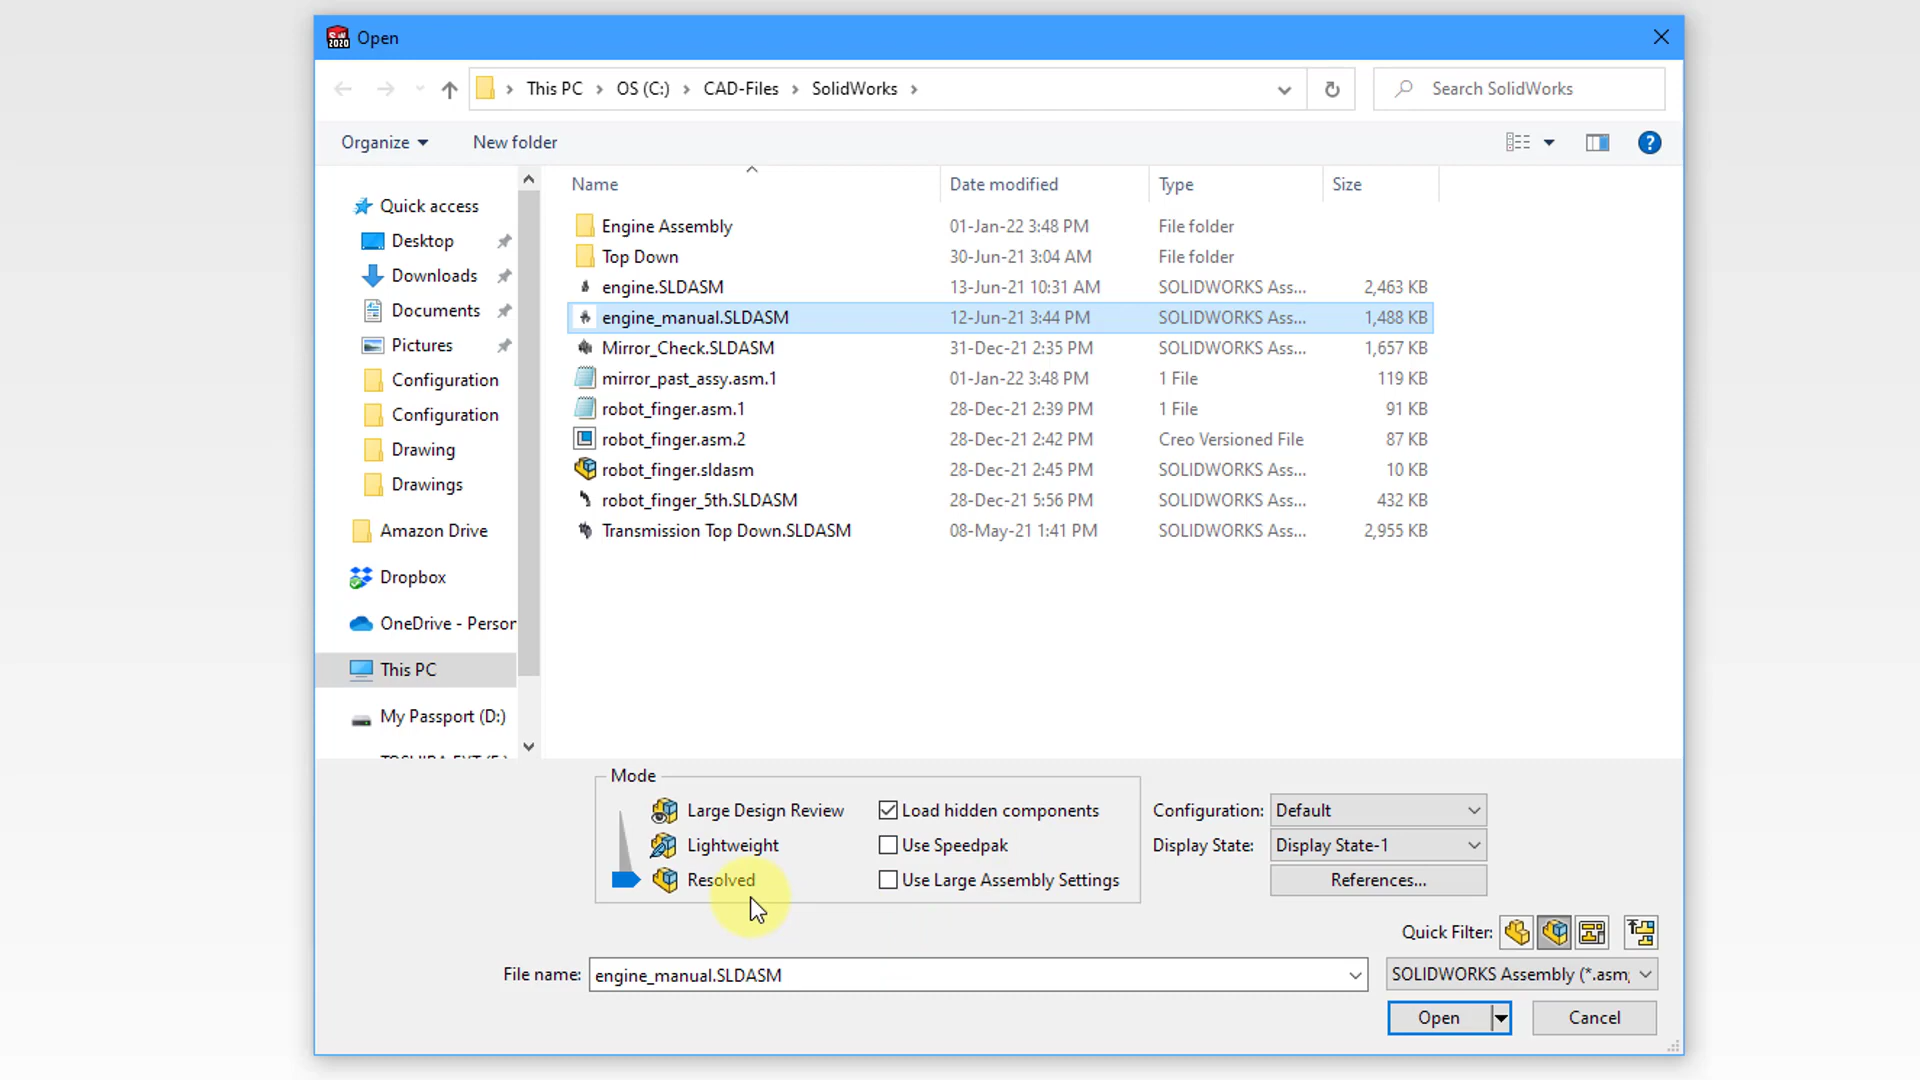 Open
This PC > OS (C:) > CAD-Files > SolidWorks >
Search SolidWorks
Organize
New folder
Quick access
Desktop
Downloads
Documents
Pictures
Configuration
Configuration
Drawing
Drawings
Amazon Drive
Dropbox
OneDrive - Person
This PC
My Passport (D:)
Name Date modified Type Size
Engine Assembly 01-Jan-22 3:48 PM File folder
Top Down 30-Jun-21 3:04 AM File folder
engine.SLDASM 13-Jun-21 10:31 AM SOLIDWORKS Ass... 2,463 KB
engine_manual.SLDASM 12-Jun-21 3:44 PM SOLIDWORKS Ass... 1,488 KB
Mirror_Check.SLDASM 31-Dec-21 2:35 PM SOLIDWORKS Ass... 1,657 KB
mirror_past_assy.asm.1 01-Jan-22 3:48 PM 1 File 119 KB
robot_finger.asm.1 28-Dec-21 2:39 PM 1 File 91 KB
robot_finger.asm.2 28-Dec-21 2:42 PM Creo Versioned File 87 KB
robot_finger.sldasm 28-Dec-21 2:45 PM SOLIDWORKS Ass... 10 KB
robot_finger_5th.SLDASM 28-Dec-21 5:56 PM SOLIDWORKS Ass... 432 KB
Transmission Top Down.SLDASM 08-May-21 1:41 PM SOLIDWORKS Ass... 2,955 KB
Mode
Large Design Review
Lightweight
Resolved
Load hidden components
Use Speedpak
Use Large Assembly Settings
Configuration: Default
Display State: Display State-1
References...
Quick Filter:
File name: engine_manual.SLDASM
SOLIDWORKS Assembly (*.asm;
Open
Cancel